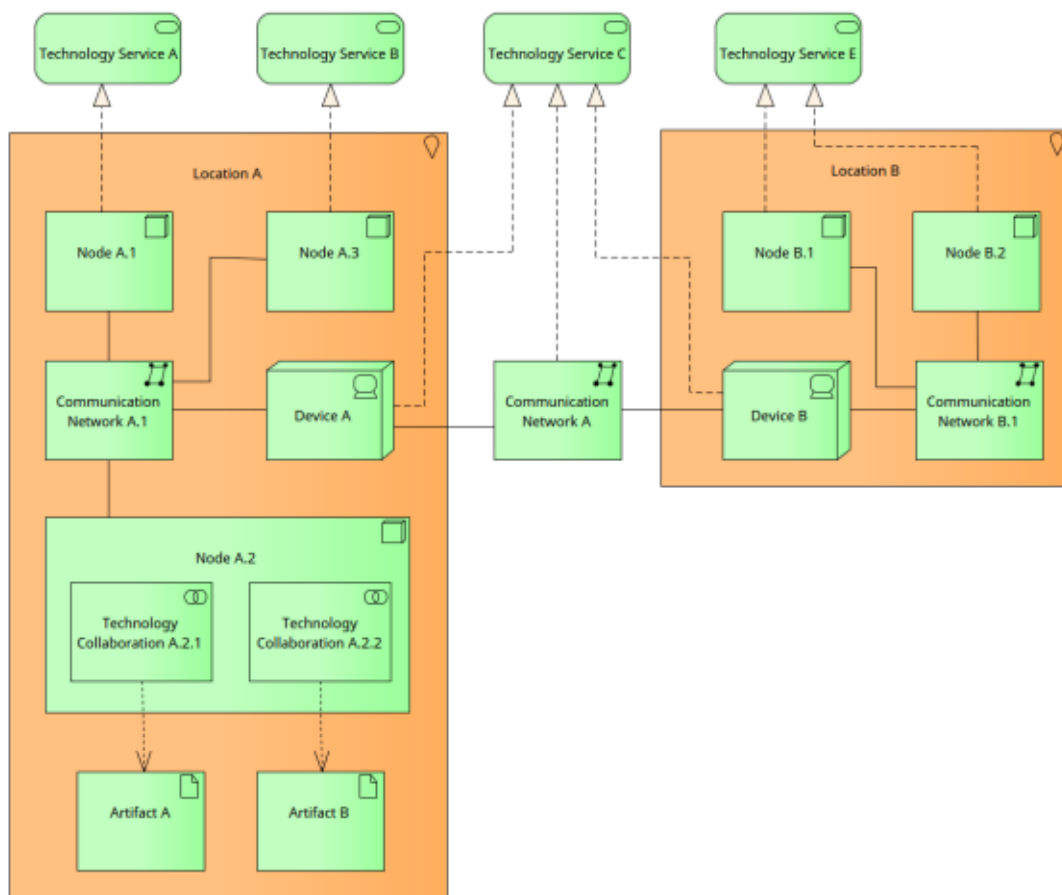 Technology Service A
Technology Service B
Technology Service C
Technology Service E
Location A
Location B
Node A.1
Node A.3
Node B.1
Node B.2
Communication
Network A.1
Device A
Communication
Network A
Device B
Communication
Network B.1
Node A.2
Technology
Collaboration A.2.1
Technology
Collaboration A.2.2
Artifact A
Artifact B